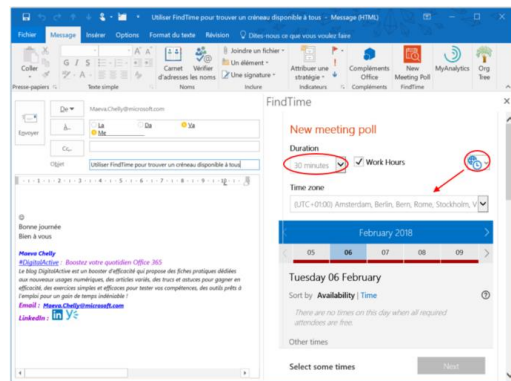 Utiliser FindTime pour trouver un créneau disponible à tous - Message (HTML)
Fichier Message Insérer Options Format du texte Révision Dites-nous ce que vous voulez faire
Coller
Presse-papiers
Texte simple
Carnet d'adresses
Vérifier les noms
Noms
Joindre un fichier
Un élément
Une signature
Inclure
Attribuer une stratégie
Indicateurs
Compléments Office
Compléments
New Meeting Poll
FindTime
MyAnalytics
Org Tree
Envoyer
De
Maeva.Chelly@microsoft.com
À...
La Da Va
Me
Cc...
Objet
Utiliser FindTime pour trouver un créneau disponible à tous
Bonne journée
Bien à vous
Maeva Chelly
#DigitalActive : Boostez votre quotidien Office 365
Le blog DigitalActive est un booster d'efficacité qui propose des fiches pratiques dédiées
aux nouveaux usages numériques, des articles variés, des trucs et astuces pour gagner en
efficacité, des exercices simples et efficaces pour tester vos compétences, des outils prêts à
l'emploi pour un gain de temps indéniable !
Email : Maeva.Chelly@microsoft.com
LinkedIn :
FindTime
New meeting poll
Duration
30 minutes
Work Hours
Time zone
(UTC+01:00) Amsterdam, Berlin, Bern, Rome, Stockholm, V
February 2018
05 06 07 08 09
Tuesday 06 February
Sort by Availability | Time
There are no times on this day when all required
attendees are free.
Other times
Select some times
Next